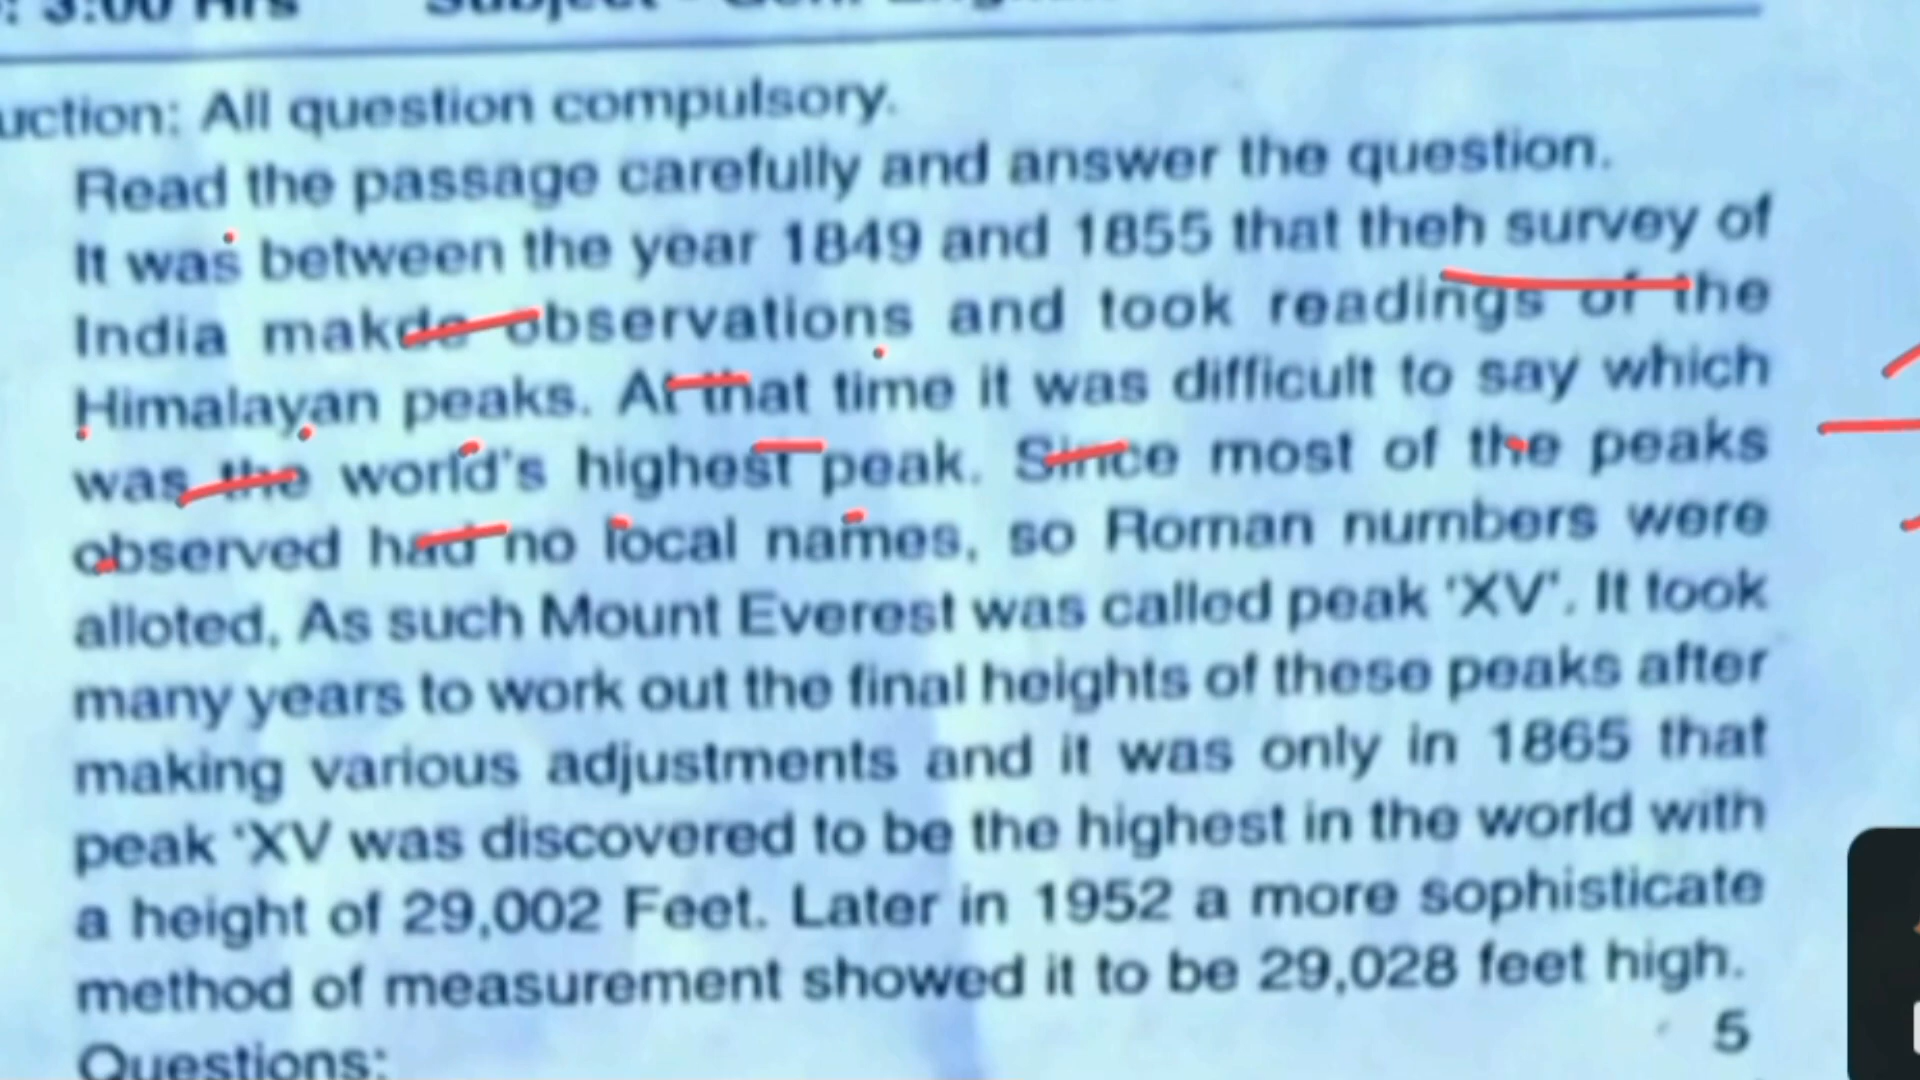 : 3:00 Hrs Subject - Gen. English
uction: All question compulsory.
Read the passage carefully and answer the question.
It was between the year 1849 and 1855 that theh survey of
India makde observations and took readings of the
Himalayan peaks. At that time it was difficult to say which
was the world's highest peak. Since most of the peaks
observed had no local names, so Roman numbers were
alloted. As such Mount Everest was called peak 'XV'. It took
many years to work out the final heights of these peaks after
making various adjustments and it was only in 1865 that
peak 'XV was discovered to be the highest in the world with
a height of 29,002 Feet. Later in 1952 a more sophisticate
method of measurement showed it to be 29,028 feet high.
5
Questions: